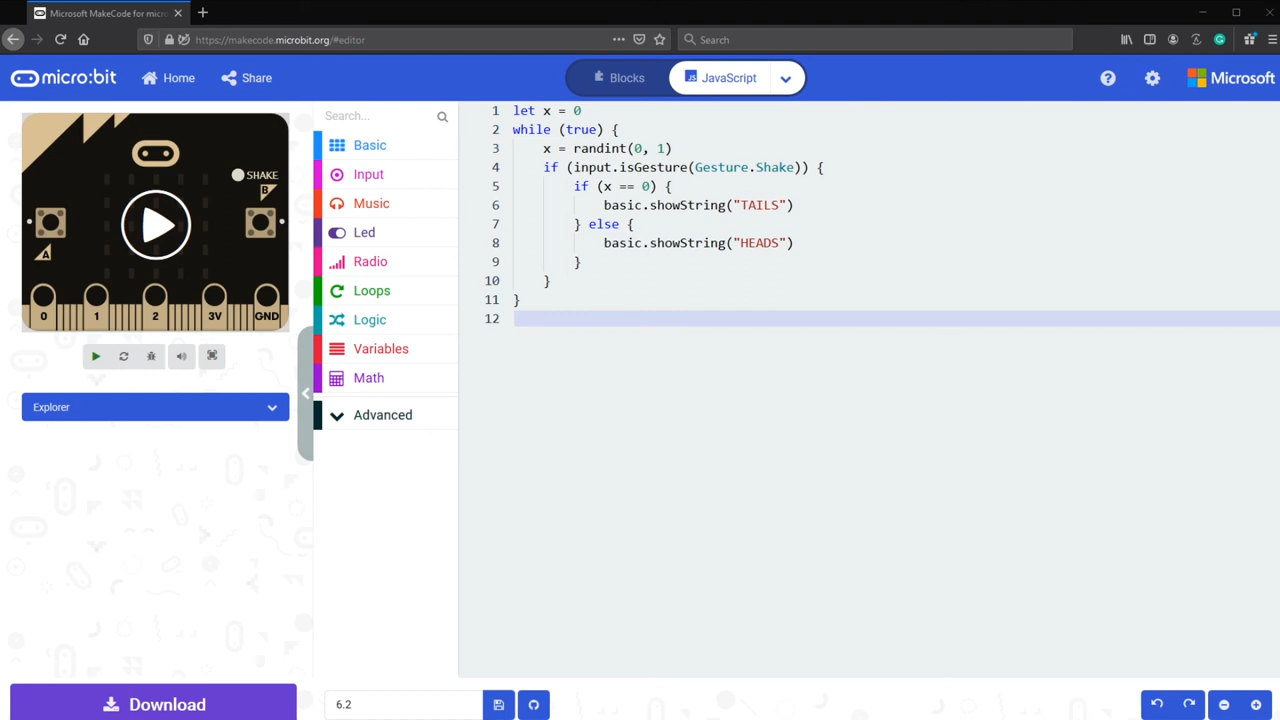 Microsoft MakeCode for micro:
https://makecode.microbit.org/#editor
Search
micro:bit
Home
Share
Blocks
JS
JavaScript
Microsoft
SHAKE
B
A
0 1 2 3V GND
Explorer
Download
Search...
Basic
Input
Music
Led
Radio
Loops
Logic
Variables
Math
Advanced
1 let x = 0
2 while (true) {
3 x = randint(0, 1)
4 if (input.isGesture(Gesture.Shake)) {
5 if (x == 0) {
6 basic.showString("TAILS")
7 } else {
8 basic.showString("HEADS")
9 }
10 }
11 }
12
6.2